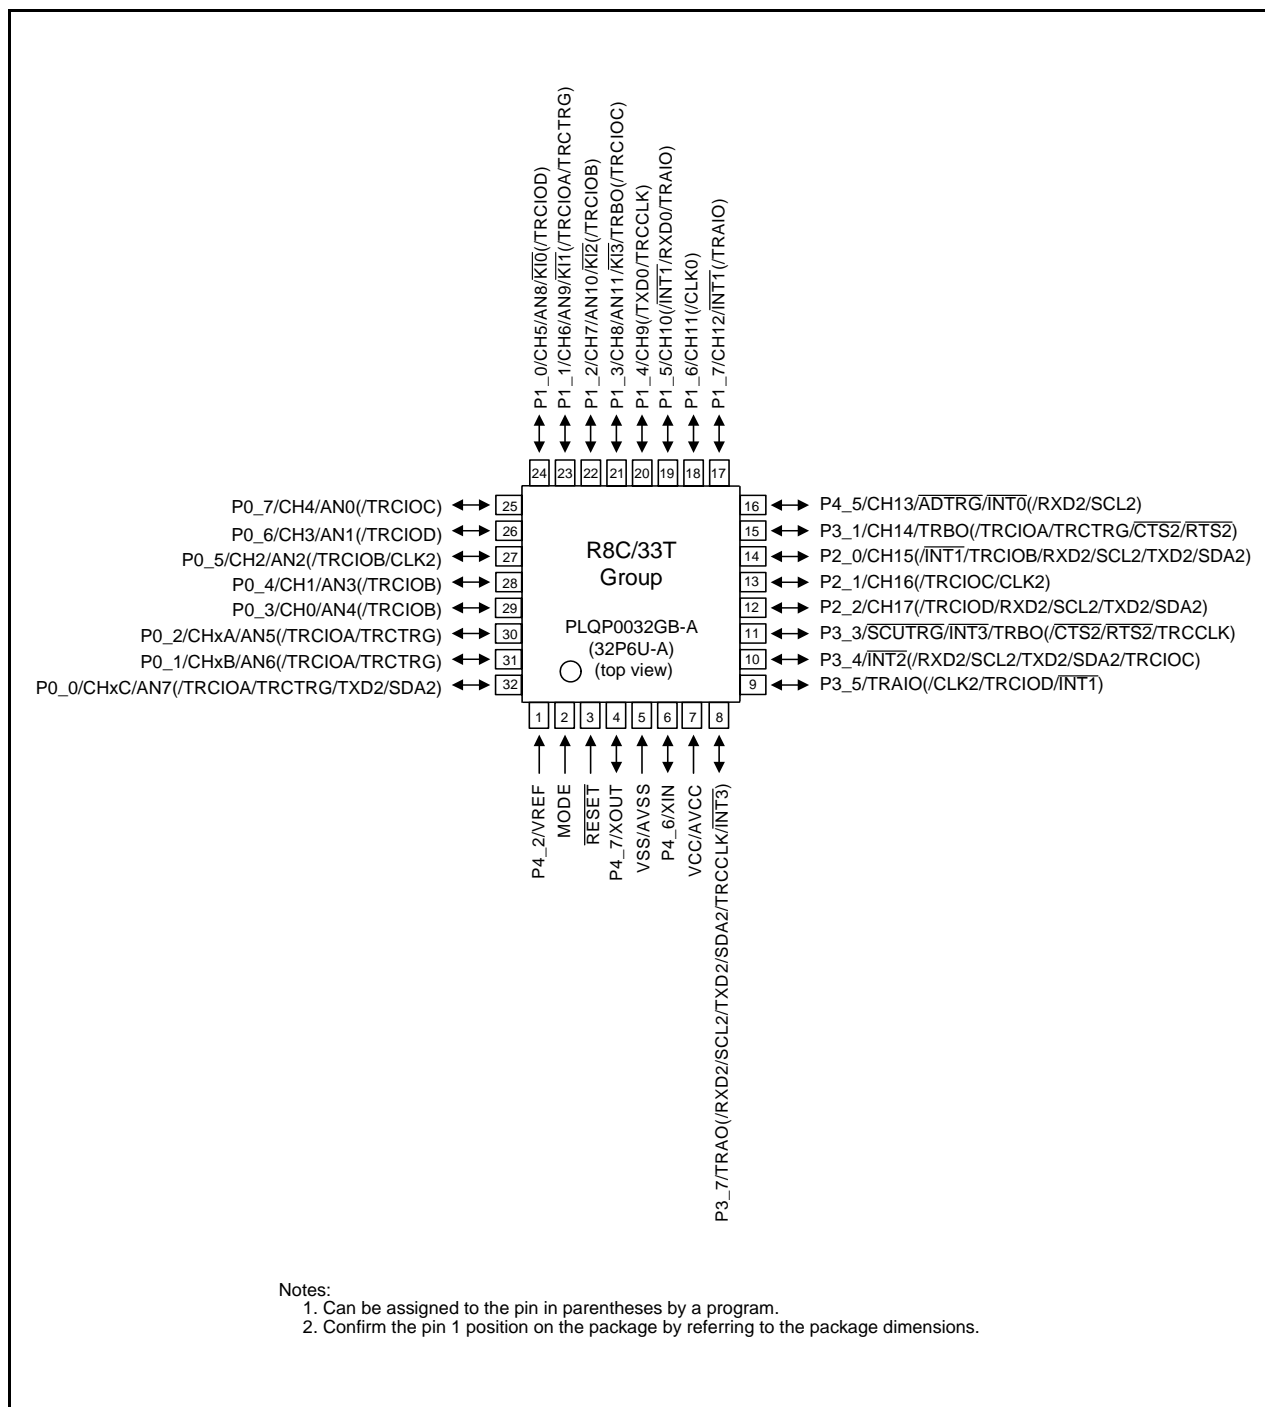 P1_0/CH5/AN8/KI0(/TRCIOD)
P1_1/CH6/AN9/KI1(/TRCIOA/TRCTRG)
P1_2/CH7/AN10/KI2(/TRCIOB)
P1_3/CH8/AN11/KI3/TRBO(/TRCIOC)
P1_4/CH9(/TXD0/TRCCLK)
P1_5/CH10(/INT1/RXD0/TRAIO)
P1_6/CH11(/CLK0)
P1_7/CH12/INT1(/TRAIO)
24 23 22 21 20 19 18 17
P0_7/CH4/AN0(/TRCIOC) 25
P0_6/CH3/AN1(/TRCIOD) 26
P0_5/CH2/AN2(/TRCIOB/CLK2) 27
P0_4/CH1/AN3(/TRCIOB) 28
P0_3/CH0/AN4(/TRCIOB) 29
P0_2/CHxA/AN5(/TRCIOA/TRCTRG) 30
P0_1/CHxB/AN6(/TRCIOA/TRCTRG) 31
P0_0/CHxC/AN7(/TRCIOA/TRCTRG/TXD2/SDA2) 32
R8C/33T
Group
PLQP0032GB-A
(32P6U-A)
(top view)
16 P4_5/CH13/ADTRG/INT0(/RXD2/SCL2)
15 P3_1/CH14/TRBO(/TRCIOA/TRCTRG/CTS2/RTS2)
14 P2_0/CH15(/INT1/TRCIOB/RXD2/SCL2/TXD2/SDA2)
13 P2_1/CH16(/TRCIOC/CLK2)
12 P2_2/CH17(/TRCIOD/RXD2/SCL2/TXD2/SDA2)
11 P3_3/SCUTRG/INT3/TRBO(/CTS2/RTS2/TRCCLK)
10 P3_4/INT2(/RXD2/SCL2/TXD2/SDA2/TRCIOC)
9 P3_5/TRAIO(/CLK2/TRCIOD/INT1)
1 2 3 4 5 6 7 8
P4_2/VREF
MODE
RESET
P4_7/XOUT
VSS/AVSS
P4_6/XIN
VCC/AVCC
P3_7/TRAO(/RXD2/SCL2/TXD2/SDA2/TRCCLK/INT3)
Notes:
1. Can be assigned to the pin in parentheses by a program.
2. Confirm the pin 1 position on the package by referring to the package dimensions.